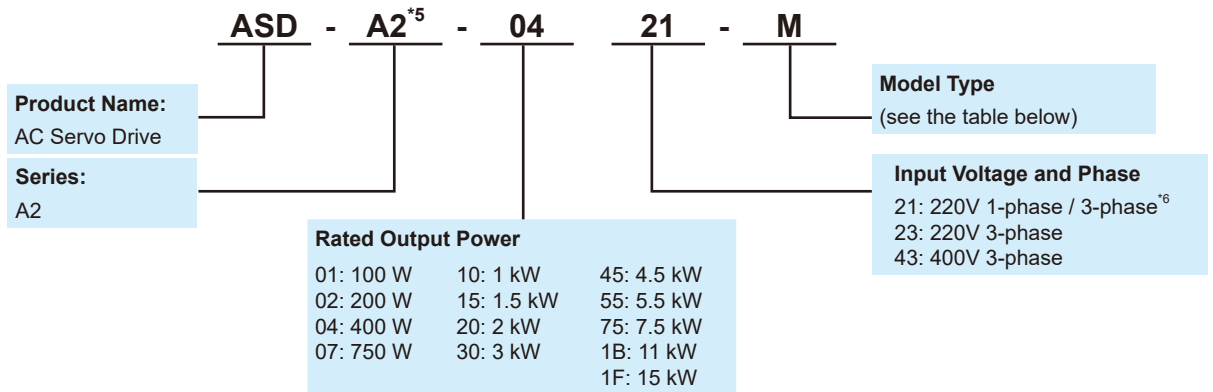 ASD - A2*5 - 04 21 - M
Product Name:
AC Servo Drive
Series:
A2
Rated Output Power
01: 100 W 10: 1 kW 45: 4.5 kW
02: 200 W 15: 1.5 kW 55: 5.5 kW
04: 400 W 20: 2 kW 75: 7.5 kW
07: 750 W 30: 3 kW 1B: 11 kW
1F: 15 kW
Model Type
(see the table below)
Input Voltage and Phase
21: 220V 1-phase / 3-phase*6
23: 220V 3-phase
43: 400V 3-phase